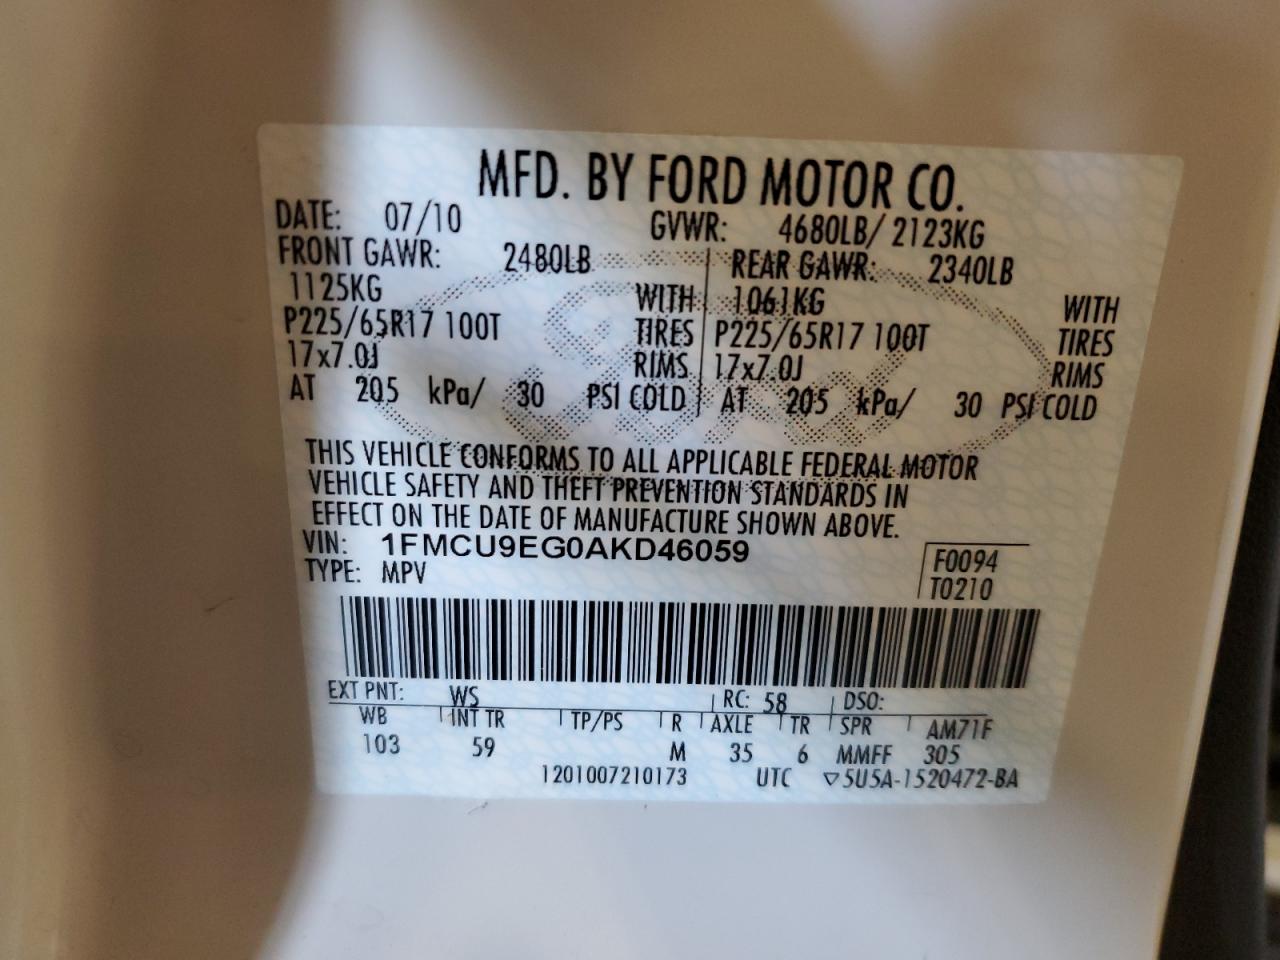 MFD. BY FORD MOTOR CO.
DATE: 07/10 GVWR: 4680LB/ 2123KG
FRONT GAWR: 2480LB REAR GAWR: 2340LB
1125KG WITH 1061KG WITH
P225/65R17 100T TIRES P225/65R17 100T TIRES
17x7.0J RIMS 17x7.0J RIMS
AT 205 kPa/ 30 PSI COLD AT 205 kPa/ 30 PSI COLD
THIS VEHICLE CONFORMS TO ALL APPLICABLE FEDERAL MOTOR
VEHICLE SAFETY AND THEFT PREVENTION STANDARDS IN
EFFECT ON THE DATE OF MANUFACTURE SHOWN ABOVE.
VIN: 1FMCU9EG0AKD46059 F0094
TYPE: MPV T0210
EXT PNT: WS RC: 58 DSO:
WB INT TR TP/PS R AXLE TR SPR AM71F
103 59 M 35 6 MMFF 305
1201007210173 UTC ▽5U5A-1520472-BA
Ford